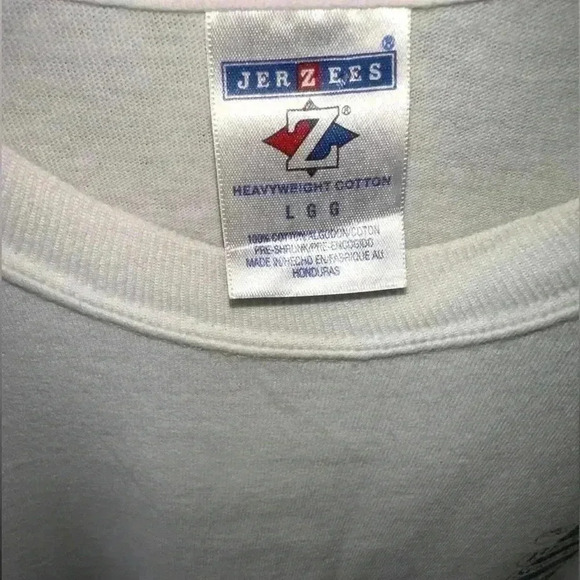 ®
JERZEES
Z ®
HEAVYWEIGHT COTTON
L G G
100% COTTON/ALGODON/COTON
PRE-SHRUNK/PRE-ENCOGIDO
MADE IN/HECHO EN/FABRIQUE AU
HONDURAS